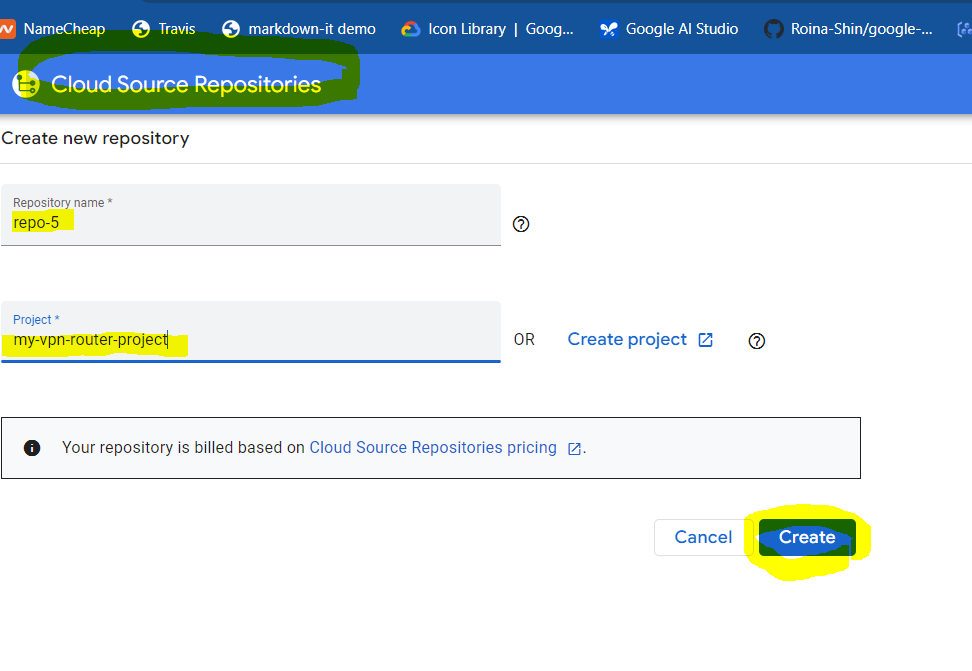 NameCheap Travis markdown-it demo Icon Library | Goog... Google AI Studio Roina-Shin/google-...
Cloud Source Repositories
Create new repository
Repository name *
repo-5
Project *
my-vpn-router-project
OR Create project
Your repository is billed based on Cloud Source Repositories pricing .
Cancel Create